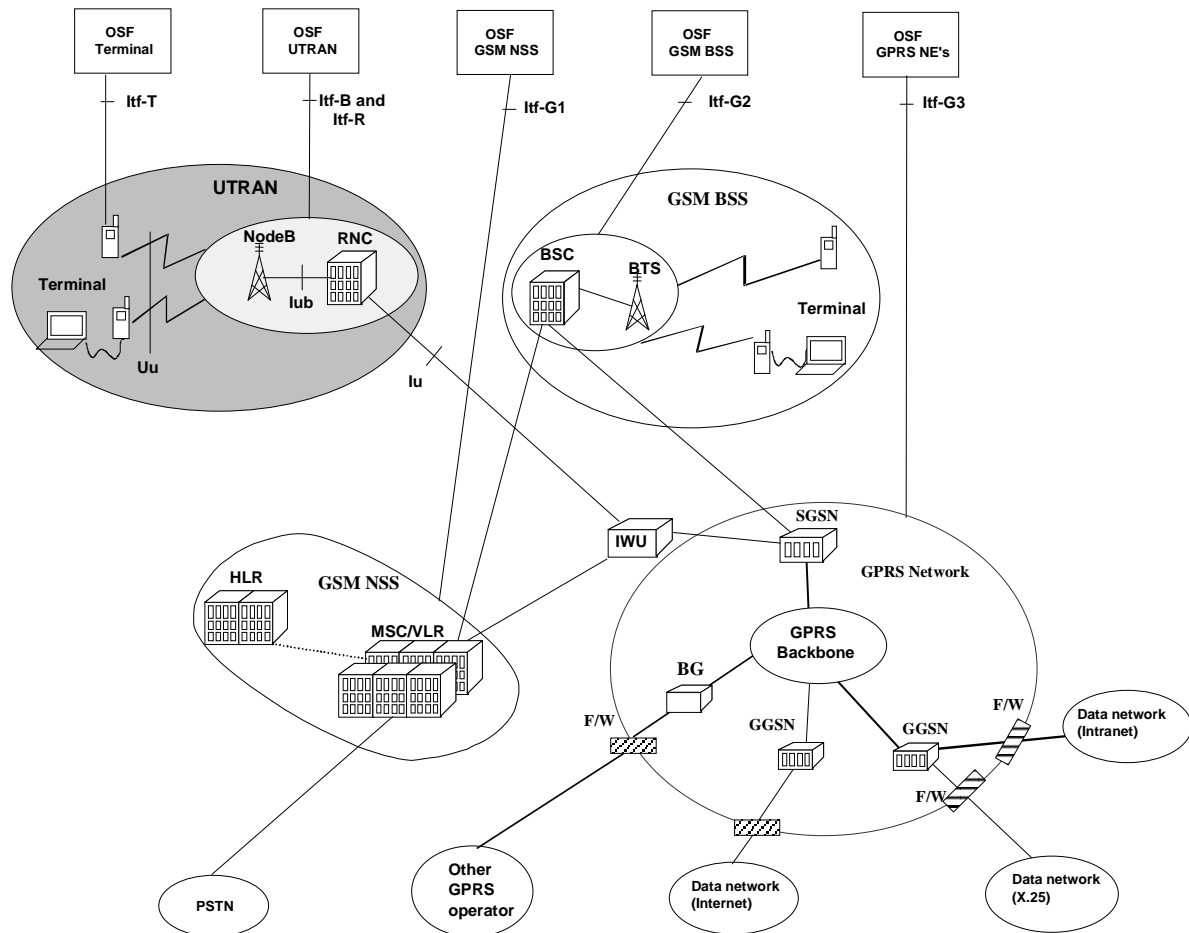 OSF
Terminal
OSF
UTRAN
OSF
GSM NSS
OSF
GSM BSS
OSF
GPRS NE's
Itf-T
Itf-B and
Itf-R
Itf-G1
Itf-G2
Itf-G3
UTRAN
GSM BSS
NodeB
RNC
BSC
BTS
Terminal
Iub
Terminal
Uu
Iu
SGSN
IWU
GPRS Network
HLR
GSM NSS
MSC/VLR
GPRS
Backbone
BG
F/W
GGSN
GGSN
F/W
Data network
(Intranet)
F/W
Other
GPRS
operator
Data network
(Internet)
Data network
(X.25)
PSTN